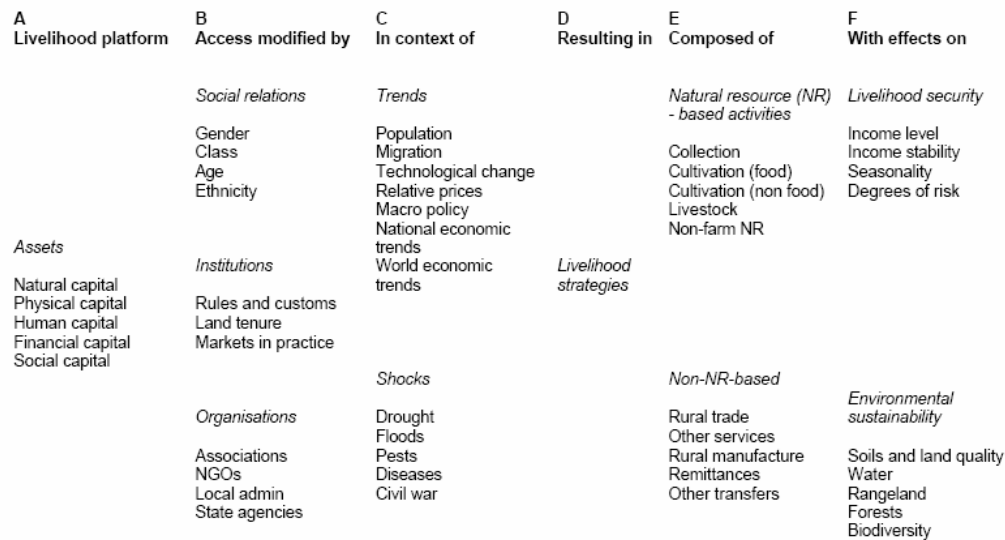 A
Livelihood platform
B
Access modified by
C
In context of
D
Resulting in
E
Composed of
F
With effects on
Assets
Natural capital
Physical capital
Human capital
Financial capital
Social capital
Social relations
Gender
Class
Age
Ethnicity
Institutions
Rules and customs
Land tenure
Markets in practice
Organisations
Associations
NGOs
Local admin
State agencies
Trends
Population
Migration
Technological change
Relative prices
Macro policy
National economic
trends
World economic
trends
Shocks
Drought
Floods
Pests
Diseases
Civil war
Livelihood
strategies
Natural resource (NR)
- based activities
Collection
Cultivation (food)
Cultivation (non food)
Livestock
Non-farm NR
Non-NR-based
Rural trade
Other services
Rural manufacture
Remittances
Other transfers
Livelihood security
Income level
Income stability
Seasonality
Degrees of risk
Environmental
sustainability
Soils and land quality
Water
Rangeland
Forests
Biodiversity